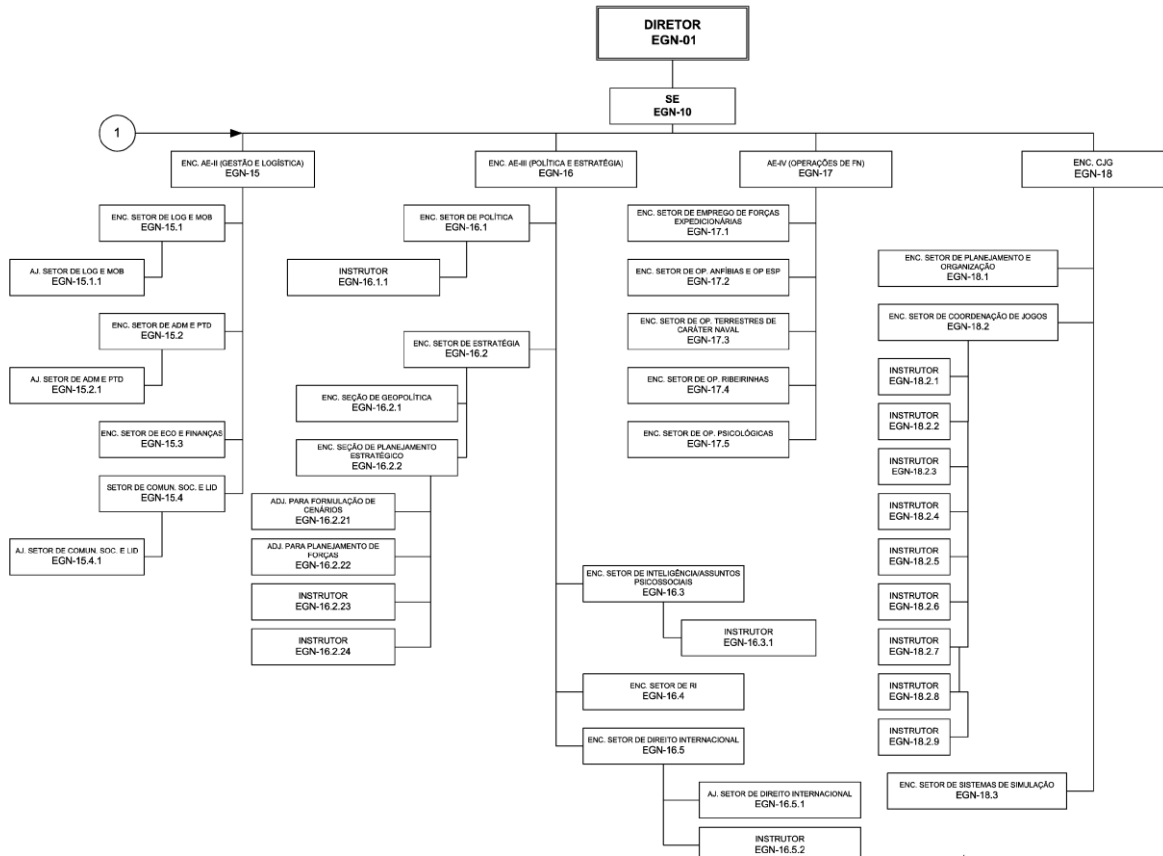 DIRETOR
EGN-01
SE
EGN-10
1
ENC. AE-II (GESTÃO E LOGÍSTICA)
EGN-15
ENC. SETOR DE LOG E MOB
EGN-15.1
AJ. SETOR DE LOG E MOB
EGN-15.1.1
ENC. SETOR DE ADM E PTD
EGN-15.2
AJ. SETOR DE ADM E PTD
EGN-15.2.1
ENC. SETOR DE ECO E FINANÇAS
EGN-15.3
SETOR DE COMUN. SOC. E LID
EGN-15.4
AJ. SETOR DE COMUN. SOC. E LID
EGN-15.4.1
ENC. AE-III (POLÍTICA E ESTRATÉGIA)
EGN-16
ENC. SETOR DE POLÍTICA
EGN-16.1
INSTRUTOR
EGN-16.1.1
ENC. SETOR DE ESTRATÉGIA
EGN-16.2
ENC. SEÇÃO DE GEOPOLÍTICA
EGN-16.2.1
ENC. SEÇÃO DE PLANEJAMENTO
ESTRATÉGICO
EGN-16.2.2
ADJ. PARA FORMULAÇÃO DE
CENÁRIOS
EGN-16.2.21
ADJ. PARA PLANEJAMENTO DE
FORÇAS
EGN-16.2.22
INSTRUTOR
EGN-16.2.23
INSTRUTOR
EGN-16.2.24
ENC. SETOR DE INTELIGÊNCIA/ASSUNTOS
PSICOSSOCIAIS
EGN-16.3
INSTRUTOR
EGN-16.3.1
ENC. SETOR DE RI
EGN-16.4
ENC. SETOR DE DIREITO INTERNACIONAL
EGN-16.5
AJ. SETOR DE DIREITO INTERNACIONAL
EGN-16.5.1
INSTRUTOR
EGN-16.5.2
AE-IV (OPERAÇÕES DE FN)
EGN-17
ENC. SETOR DE EMPREGO DE FORÇAS
EXPEDICIONÁRIAS
EGN-17.1
ENC. SETOR DE OP. ANFÍBIAS E OP ESP
EGN-17.2
ENC. SETOR DE OP. TERRESTRES DE
CARÁTER NAVAL
EGN-17.3
ENC. SETOR DE OP. RIBEIRINHAS
EGN-17.4
ENC. SETOR DE OP. PSICOLÓGICAS
EGN-17.5
ENC. CJG
EGN-18
ENC. SETOR DE PLANEJAMENTO E
ORGANIZAÇÃO
EGN-18.1
ENC. SETOR DE COORDENAÇÃO DE JOGOS
EGN-18.2
INSTRUTOR
EGN-18.2.1
INSTRUTOR
EGN-18.2.2
INSTRUTOR
EGN-18.2.3
INSTRUTOR
EGN-18.2.4
INSTRUTOR
EGN-18.2.5
INSTRUTOR
EGN-18.2.6
INSTRUTOR
EGN-18.2.7
INSTRUTOR
EGN-18.2.8
INSTRUTOR
EGN-18.2.9
ENC. SETOR DE SISTEMAS DE SIMULAÇÃO
EGN-18.3